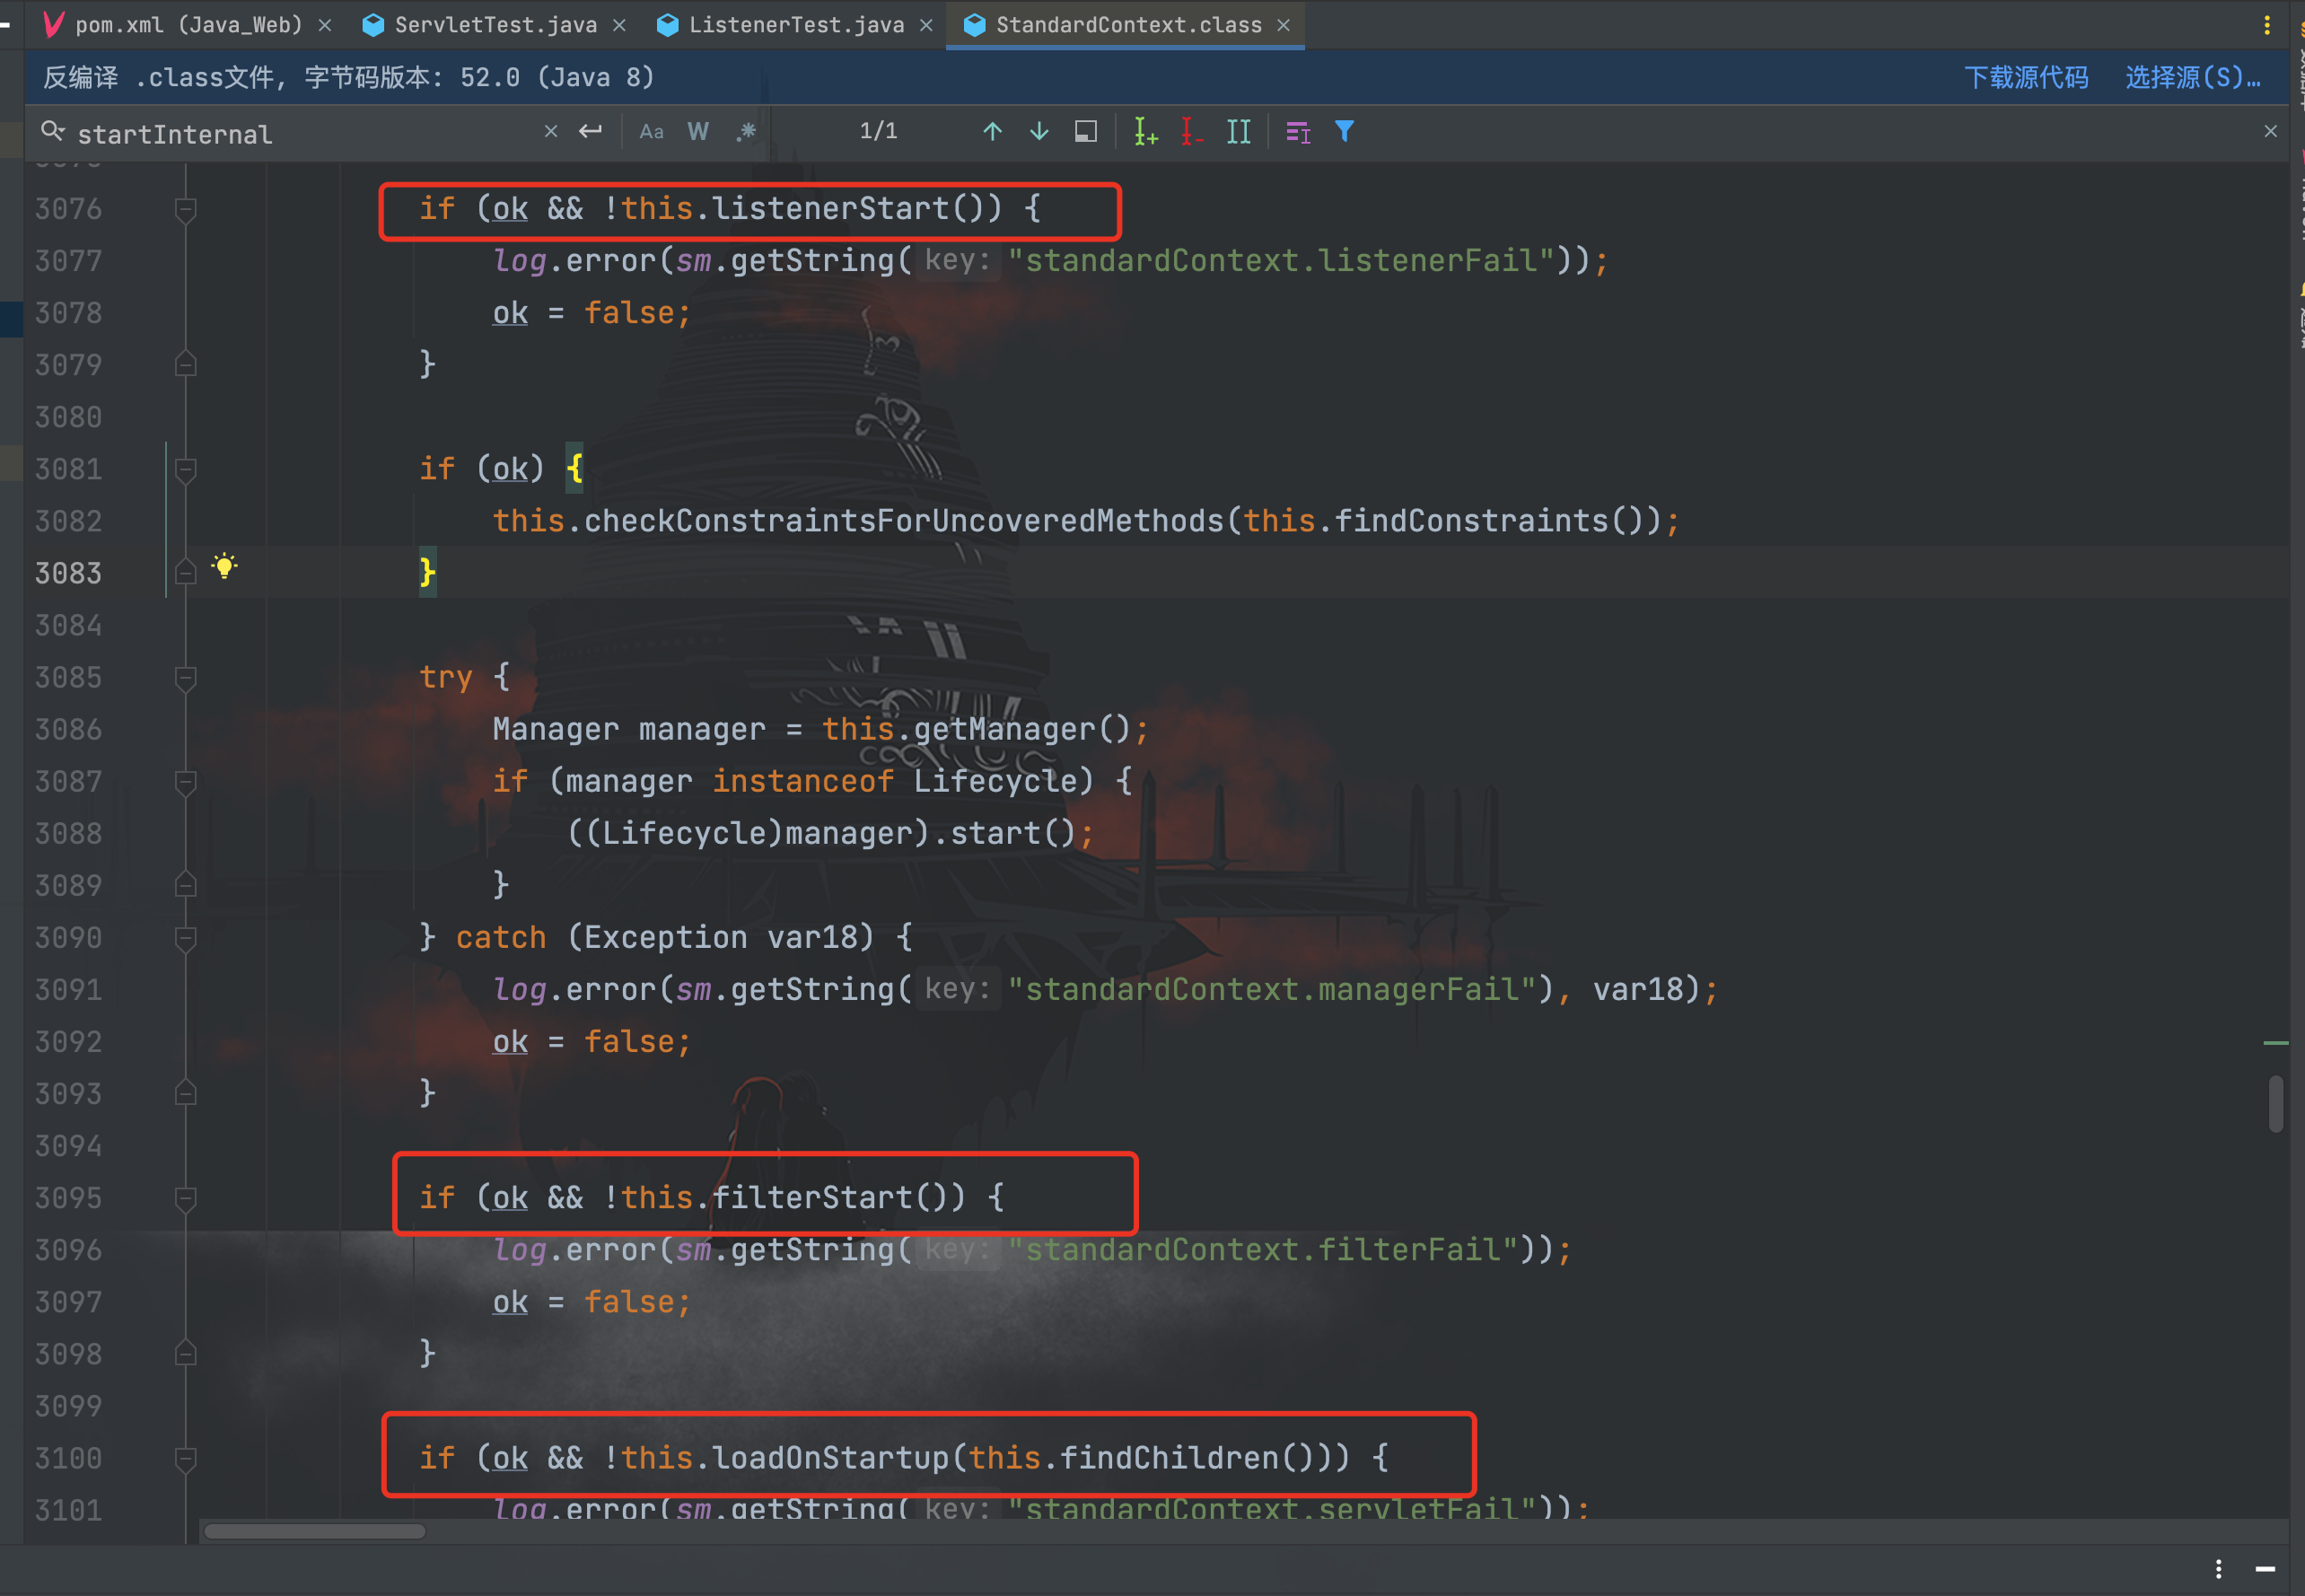 pom.xml (Java_Web) ServletTest.java ListenerTest.java StandardContext.class
反编译 .class文件, 字节码版本: 52.0 (Java 8) 下载源代码 选择源(S)…
startInternal Aa W .* 1/1
3076 if (ok && !this.listenerStart()) {
3077 log.error(sm.getString( key: "standardContext.listenerFail"));
3078 ok = false;
3079 }
3080
3081 if (ok) {
3082 this.checkConstraintsForUncoveredMethods(this.findConstraints());
3083 }
3084
3085 try {
3086 Manager manager = this.getManager();
3087 if (manager instanceof Lifecycle) {
3088 ((Lifecycle)manager).start();
3089 }
3090 } catch (Exception var18) {
3091 log.error(sm.getString( key: "standardContext.managerFail"), var18);
3092 ok = false;
3093 }
3094
3095 if (ok && !this.filterStart()) {
3096 log.error(sm.getString( key: "standardContext.filterFail"));
3097 ok = false;
3098 }
3099
3100 if (ok && !this.loadOnStartup(this.findChildren())) {
3101 log.error(sm.getString( key: "standardContext.servletFail"));